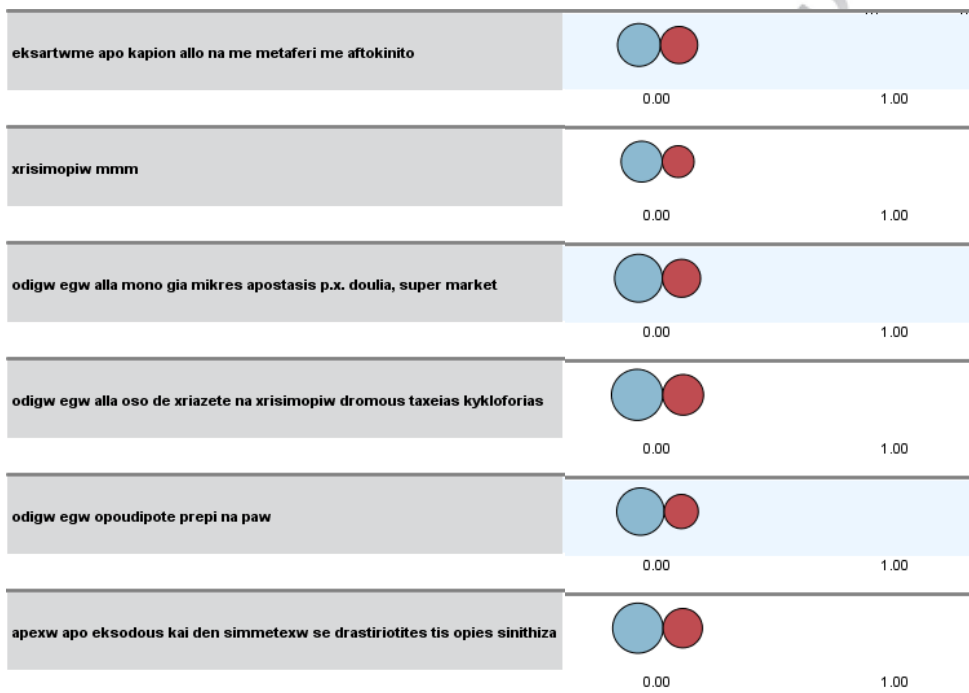 eksartwme apo kapion allo na me metaferi me aftokinito
0.00 1.00
xrisimopiw mmm
0.00 1.00
odigw egw alla mono gia mikres apostasis p.x. doulia, super market
0.00 1.00
odigw egw alla oso de xriazete na xrisimopiw dromous taxeias kykloforias
0.00 1.00
odigw egw opoudipote prepi na paw
0.00 1.00
apexw apo eksodous kai den simmetexw se drastiriotites tis opies sinithiza
0.00 1.00